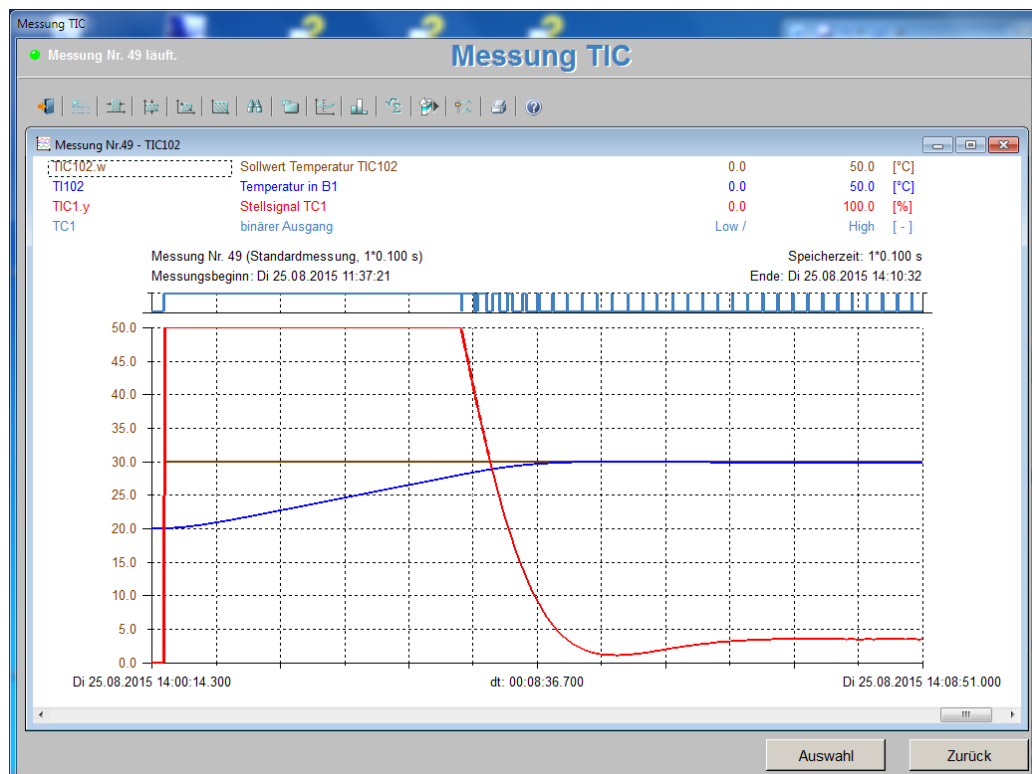 Messung TIC
Messung Nr. 49 läuft.
Messung TIC
Messung Nr.49 - TIC102
TIC102.w Sollwert Temperatur TIC102 0.0 50.0 [°C]
TI102 Temperatur in B1 0.0 50.0 [°C]
TIC1.y Stellsignal TC1 0.0 100.0 [%]
TC1 binärer Ausgang Low / High [ - ]
Messung Nr. 49 (Standardmessung, 1*0.100 s) Speicherzeit: 1*0.100 s
Messungsbeginn: Di 25.08.2015 11:37:21 Ende: Di 25.08.2015 14:10:32
50.0
45.0
40.0
35.0
30.0
25.0
20.0
15.0
10.0
5.0
0.0
Di 25.08.2015 14:00:14.300 dt: 00:08:36.700 Di 25.08.2015 14:08:51.000
Auswahl Zurück